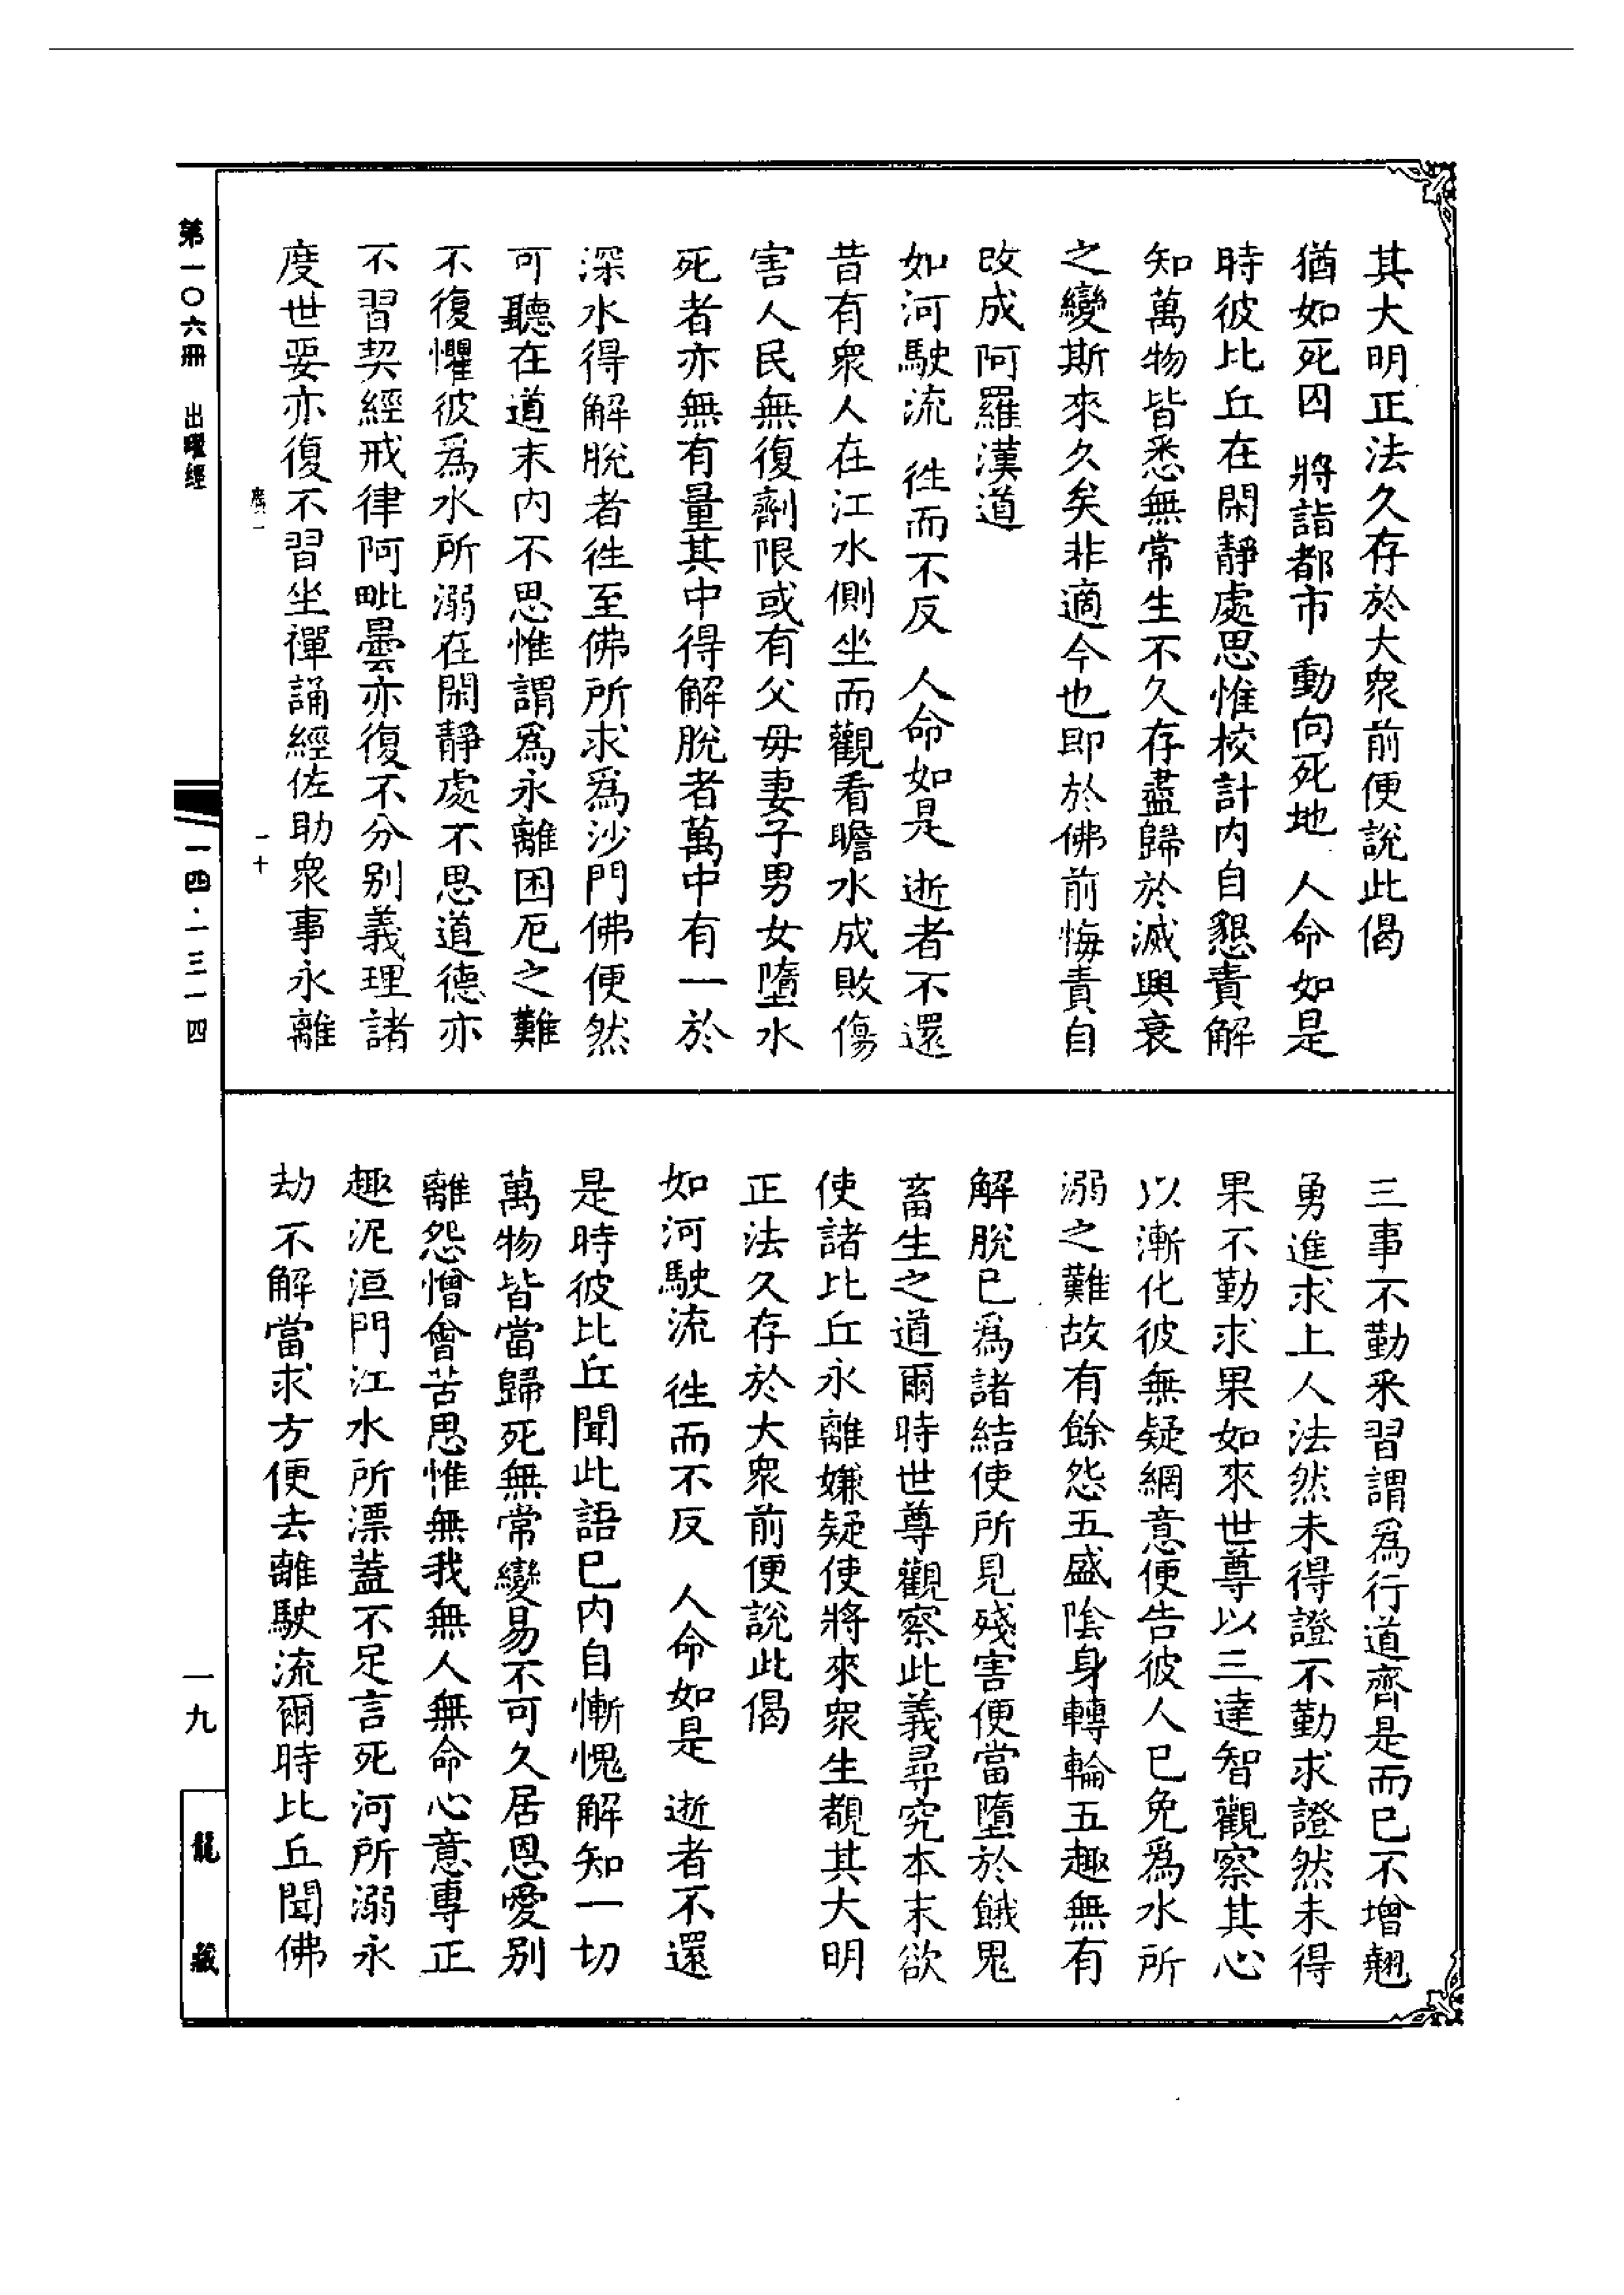 其大明正法久存於大眾前便說此偈
猶如死囚　將詣都市　動向死地　人命如是
時彼比丘在閑靜處思惟校計内自懇責解
知萬物皆悉無常生不久存盡歸於滅興衰
之變斯來久矣非適今也即於佛前悔責自
改成阿羅漢道
如河駛流　徃而不反　人命如是　逝者不還
昔有眾人在江水側坐而觀看瞻水成敗傷
害人民無復劑限或有父母妻子男女墮水
死者亦無有量其中得解脫者萬中有一於
深水得解脫者徃至佛所求爲沙門佛便然
可聽在道末内不思惟謂爲永離困厄之難
不復懼彼爲水所溺在閑靜處不思道德亦
不習契經戒律阿毗曇亦復不分别義理諸
度世要亦復不習坐禪誦經佐助眾事永離
三事不勤釆習謂爲行道齊是而已不增翹
勇進求上人法然未得證不勤求證然未得
果不勤求果如來世尊以三達智觀察其心
以漸化彼無疑網意便告彼人已免爲水所
溺之難故有餘怨五盛陰身轉輪五趣無有
解脫已爲諸結使所見殘害便當墮於餓鬼
畜生之道爾時世尊觀察此義尋究本末欲
使諸比丘永離嫌疑使將來眾生覩其大明
正法久存於大眾前便說此偈
如河駛流　徃而不反　人命如是　逝者不還
是時彼比丘聞此語已内自慚愧解知一切
萬物皆當歸死無常變易不可久居恩愛别
離怨憎會苦思惟無我無人無命心意專正
趣泥洹門江水所漂蓋不足言死河所溺永
劫不解當求方便去離駛流爾時比丘聞佛
第一〇六冊　出曜經
一四·一三一四
一九
龍藏
一十